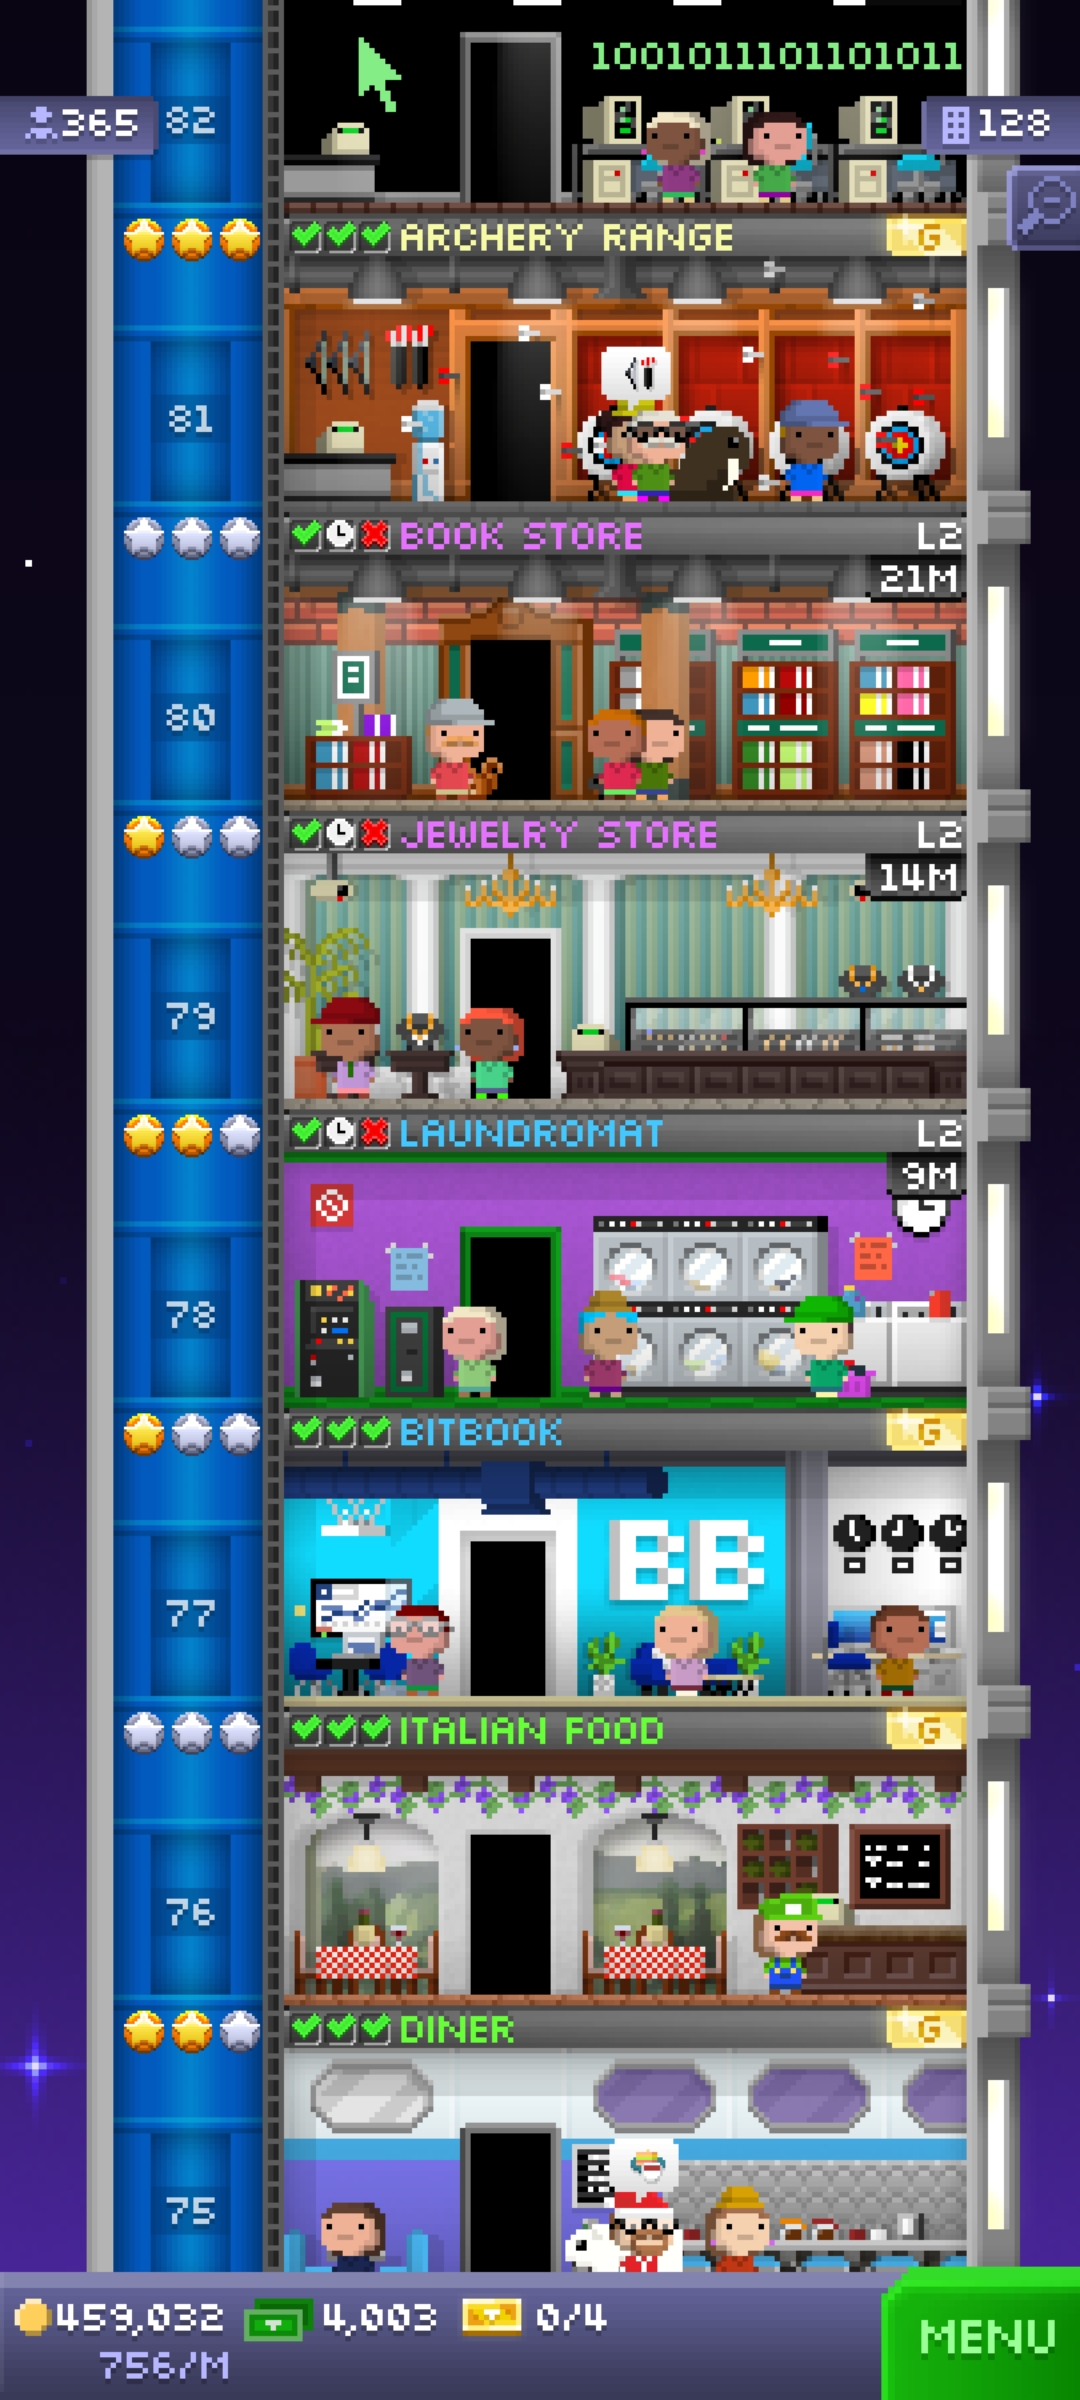 1001011101101011
365
82
128
ARCHERY RANGE
G
81
BOOK STORE
L2
21M
80
JEWELRY STORE
L2
14M
79
LAUNDROMAT
L2
9M
78
BITBOOK
G
BB
77
ITALIAN FOOD
G
76
DINER
G
75
459,032
4,003
0/4
MENU
756/M